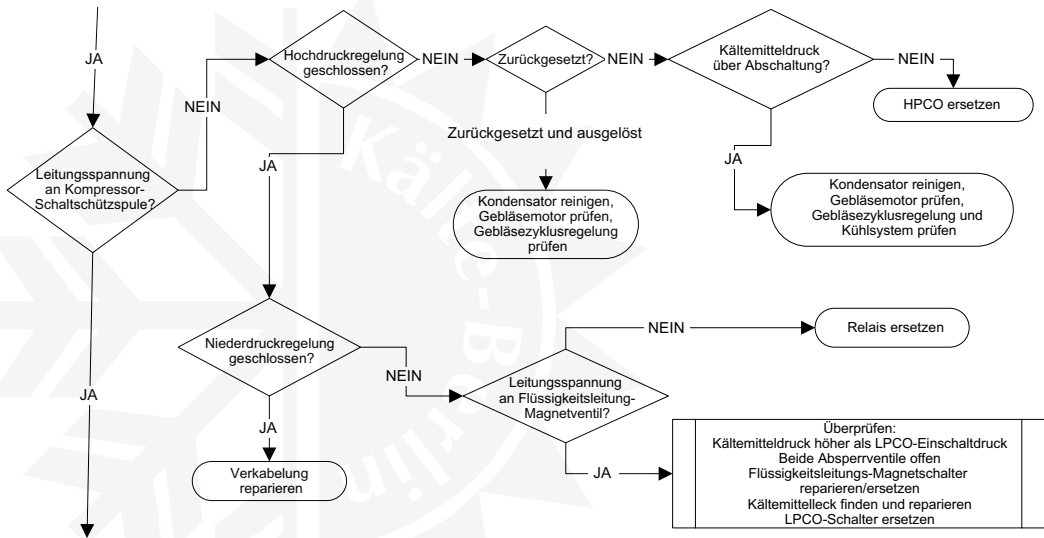 JA
Leitungsspannung
an Kompressor-
Schaltschützspule?
NEIN
Hochdruckregelung
geschlossen?
NEIN
Zurückgesetzt?
NEIN
Kältemitteldruck
über Abschaltung?
NEIN
HPCO ersetzen
JA
Kondensator reinigen,
Gebläsemotor prüfen,
Gebläsezyklusregelung und
Kühlsystem prüfen
Zurückgesetzt und ausgelöst
Kondensator reinigen,
Gebläsemotor prüfen,
Gebläsezyklusregelung
prüfen
JA
Niederdruckregelung
geschlossen?
NEIN
JA
Verkabelung
reparieren
Leitungsspannung
an Flüssigkeitsleitung-
Magnetventil?
NEIN
Relais ersetzen
JA
Überprüfen:
Kältemitteldruck höher als LPCO-Einschaltdruck
Beide Absperrventile offen
Flüssigkeitsleitungs-Magnetschalter
reparieren/ersetzen
Kältemittelleck finden und reparieren
LPCO-Schalter ersetzen
JA
Kälte-Berlin